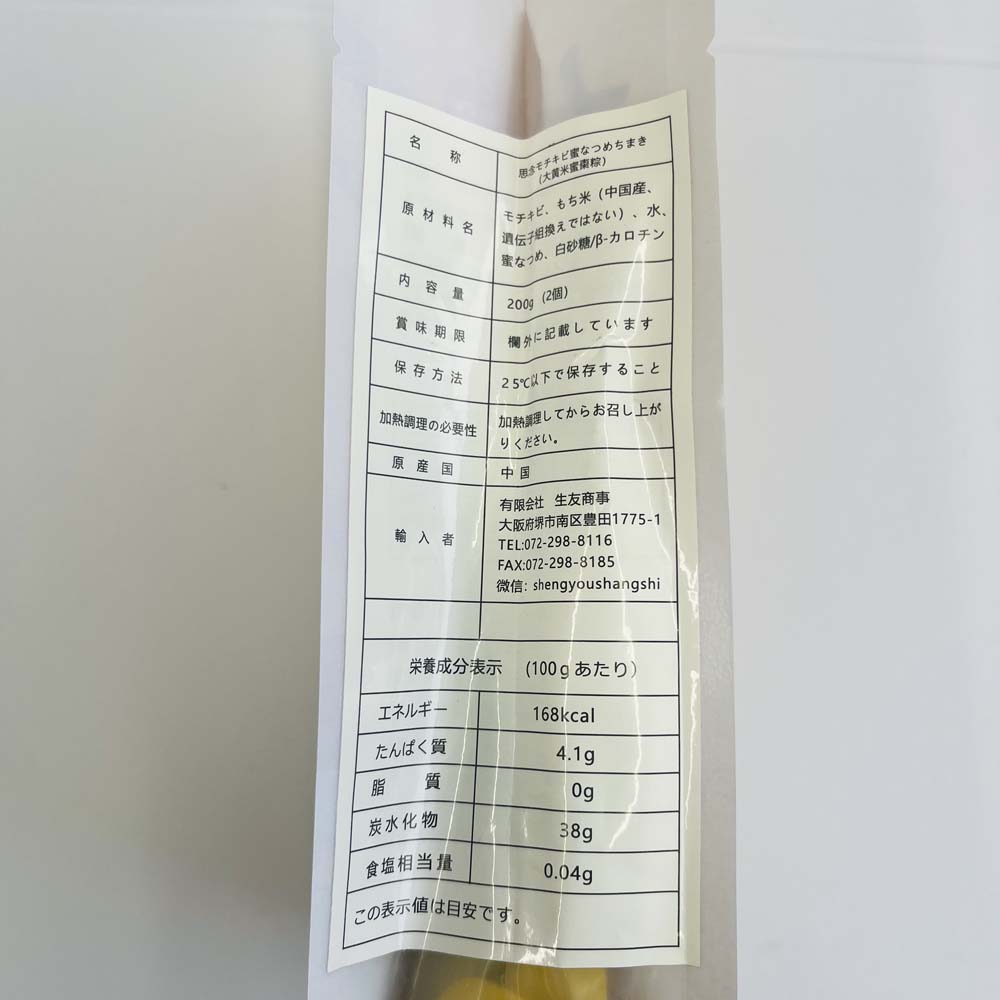 名称
思念モチキビ蜜なつめちまき
(大黄米蜜棗粽)
原材料名
モチキビ、もち米（中国産、
遺伝子組換えではない）、水、
蜜なつめ、白砂糖/β-カロチン
内容量
200g（2個）
賞味期限
欄外に記載しています
保存方法
25℃以下で保存すること
加熱調理の必要性
加熱調理してからお召し上が
りください。
原産国
中国
輸入者
有限会社 生友商事
大阪府堺市南区豊田1775-1
TEL:072-298-8116
FAX:072-298-8185
微信: shengyoushangshi
栄養成分表示 (100gあたり)
エネルギー 168kcal
たんぱく質 4.1g
脂質 0g
炭水化物 38g
食塩相当量 0.04g
この表示値は目安です。